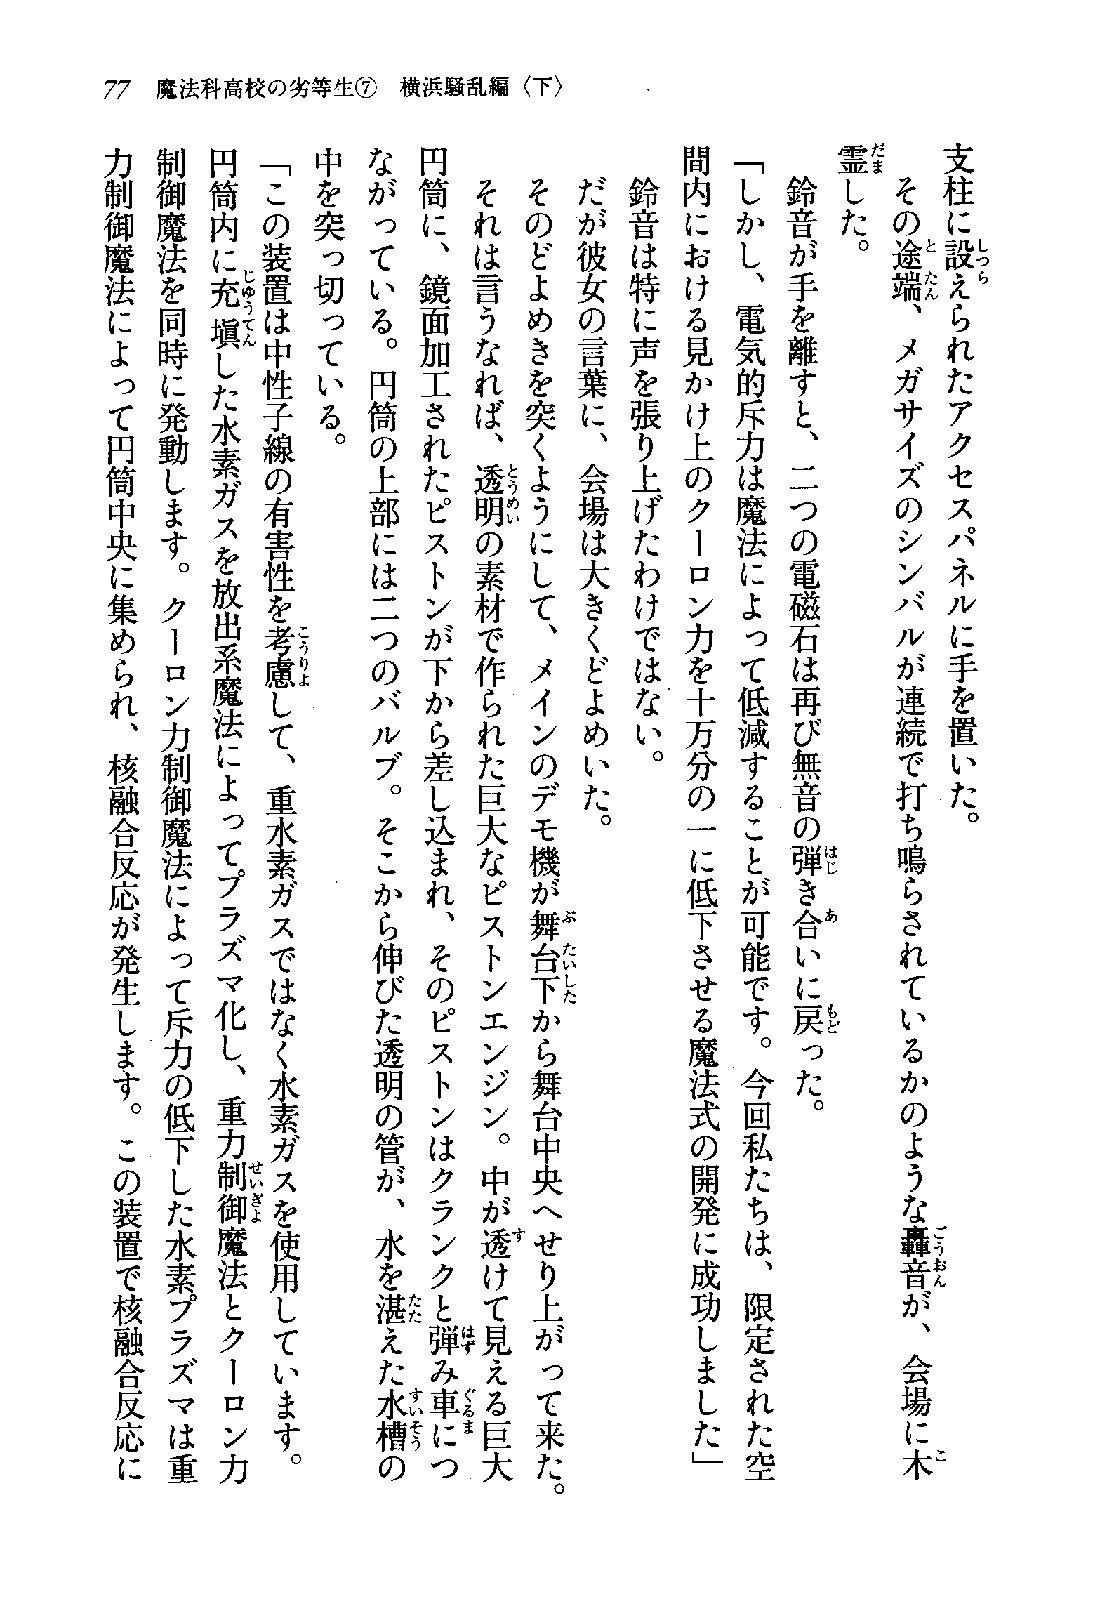 77　魔法科高校の劣等生⑦　横浜騒乱編〈下〉
支柱に設えられたアクセスパネルに手を置いた。
その途端、メガサイズのシンバルが連続で打ち鳴らされているかのような轟音が、会場に木
霊した。
鈴音が手を離すと、二つの電磁石は再び無音の弾き合いに戻った。
「しかし、電気的斥力は魔法によって低減することが可能です。今回私たちは、限定された空
間内における見かけ上のクーロン力を十万分の一に低下させる魔法式の開発に成功しました」
鈴音は特に声を張り上げたわけではない。
だが彼女の言葉に、会場は大きくどよめいた。
そのどよめきを突くようにして、メインのデモ機が舞台下から舞台中央へせり上がって来た。
それは言うなれば、透明の素材で作られた巨大なピストンエンジン。中が透けて見える巨大
円筒に、鏡面加工されたピストンが下から差し込まれ、そのピストンはクランクと弾み車につ
ながっている。円筒の上部には二つのバルブ。そこから伸びた透明の管が、水を湛えた水槽の
中を突っ切っている。
「この装置は中性子線の有害性を考慮して、重水素ガスではなく水素ガスを使用しています。
円筒内に充塡した水素ガスを放出系魔法によってプラズマ化し、重力制御魔法とクーロン力
制御魔法を同時に発動します。クーロン力制御魔法によって斥力の低下した水素プラズマは重
力制御魔法によって円筒中央に集められ、核融合反応が発生します。この装置で核融合反応に